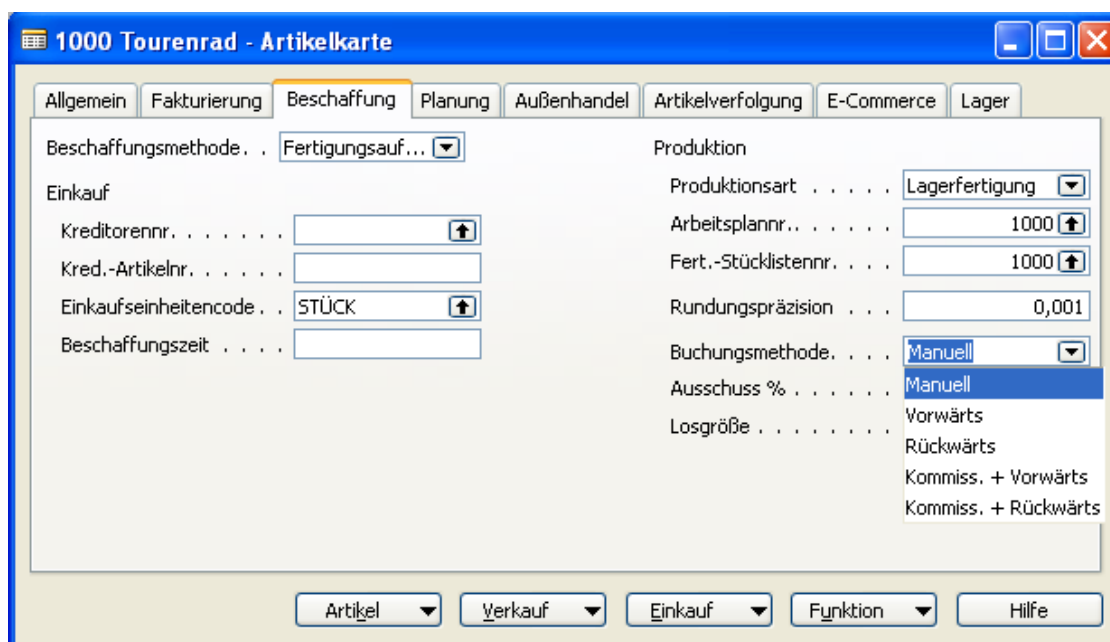 1000 Tourenrad - Artikelkarte
Allgemein Fakturierung Beschaffung Planung Außenhandel Artikelverfolgung E-Commerce Lager
Beschaffungsmethode. . Fertigungsauf...
Einkauf
Kreditorennr. . . . . . .
Kred.-Artikelnr. . . . . .
Einkaufseinheitencode . . STÜCK
Beschaffungszeit . . . .
Produktion
Produktionsart . . . . . Lagerfertigung
Arbeitsplannr.. . . . . . 1000
Fert.-Stücklistennr. . . . 1000
Rundungspräzision . . . 0,001
Buchungsmethode. . . . Manuell
Ausschuss % . . . . . .
Losgröße . . . . . . . .
Manuell
Vorwärts
Rückwärts
Kommiss. + Vorwärts
Kommiss. + Rückwärts
Artikel Verkauf Einkauf Funktion Hilfe